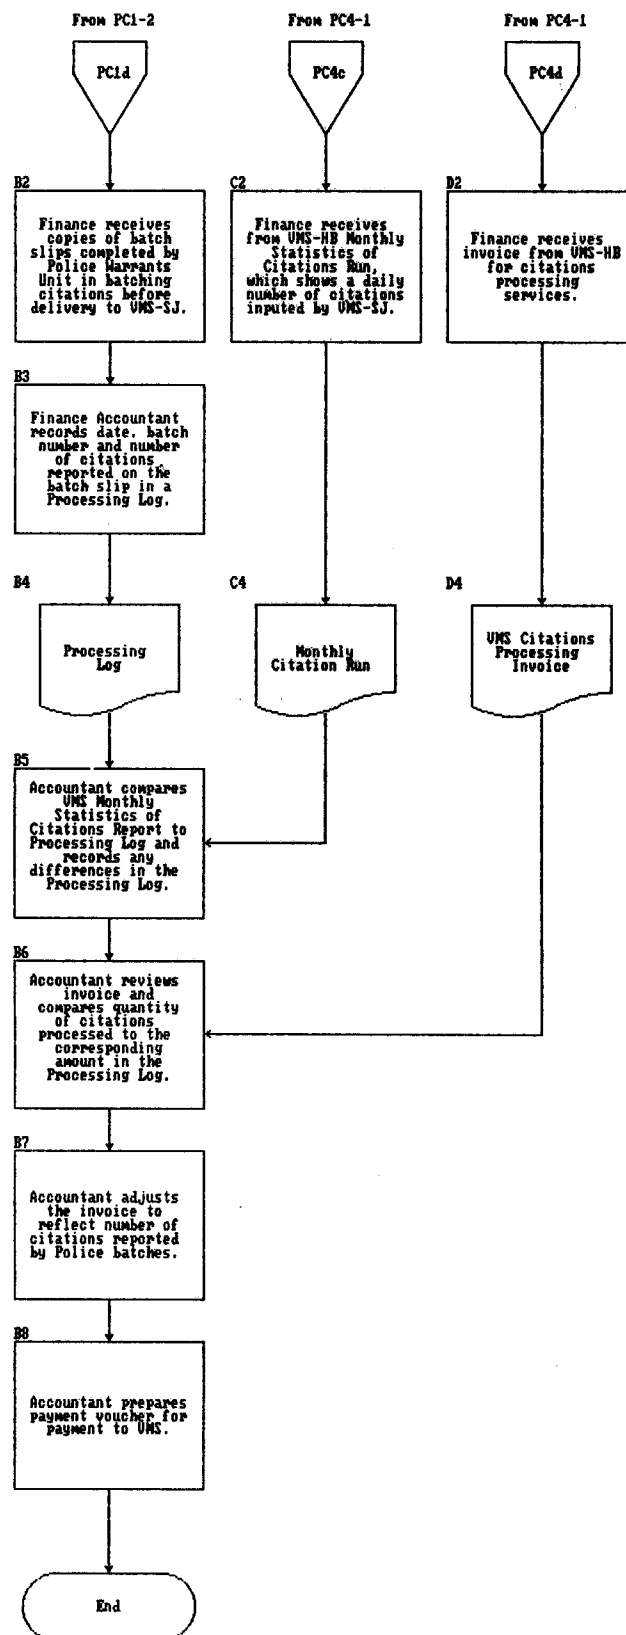 From PC1-2
From PC4-1
From PC4-1
PC1d
PC4c
PC4d
B2
C2
D2
Finance receives
copies of batch
slips completed by
Police Warrants
Unit in batching
citations before
delivery to VMS-SJ.
Finance receives
from VMS-HB Monthly
Statistics of
Citations Run,
which shows a daily
number of citations
inputed by VMS-SJ.
Finance receives
invoice from VMS-HB
for citations
processing
services.
B3
Finance Accountant
records date, batch
number and number
of citations
reported on the
batch slip in a
Processing Log.
B4
C4
D4
Processing
Log
Monthly
Citation Run
VMS Citations
Processing
Invoice
B5
Accountant compares
VMS Monthly
Statistics of
Citations Report to
Processing Log and
records any
differences in the
Processing Log.
B6
Accountant reviews
invoice and
compares quantity
of citations
processed to the
corresponding
amount in the
Processing Log.
B7
Accountant adjusts
the invoice to
reflect number of
citations reported
by Police batches.
B8
Accountant prepares
payment voucher for
payment to VMS.
End